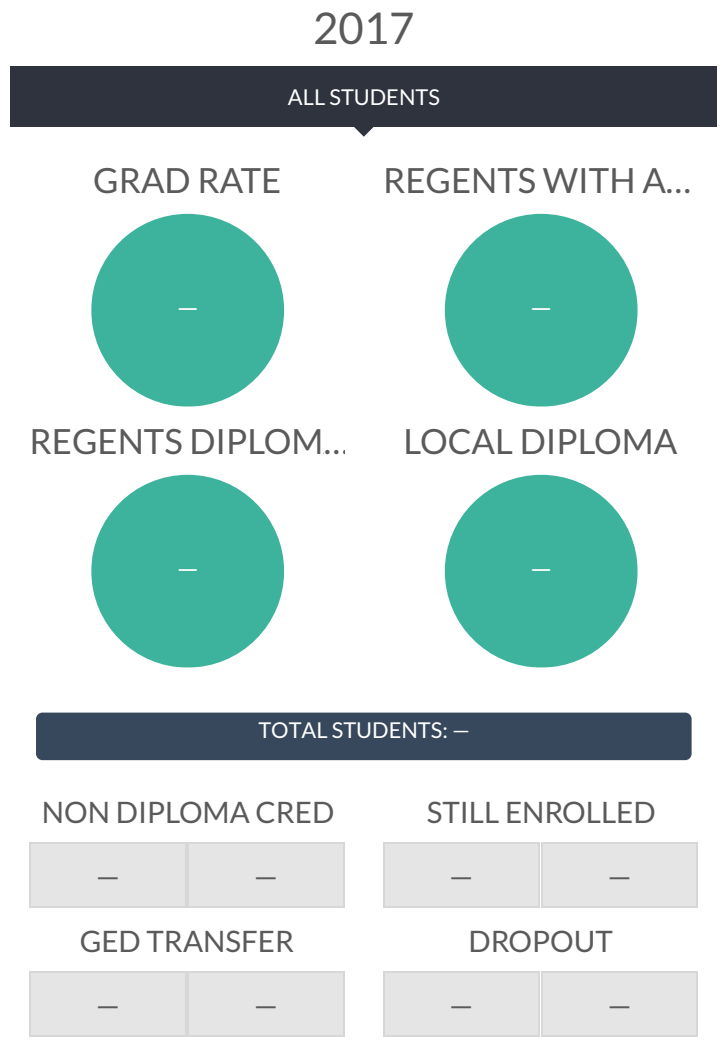 2017
ALL STUDENTS
GRAD RATE
REGENTS WITH A...
—
—
REGENTS DIPLOM...
LOCAL DIPLOMA
—
—
TOTAL STUDENTS: —
NON DIPLOMA CRED
STILL ENROLLED
— —
— —
GED TRANSFER
DROPOUT
— —
— —